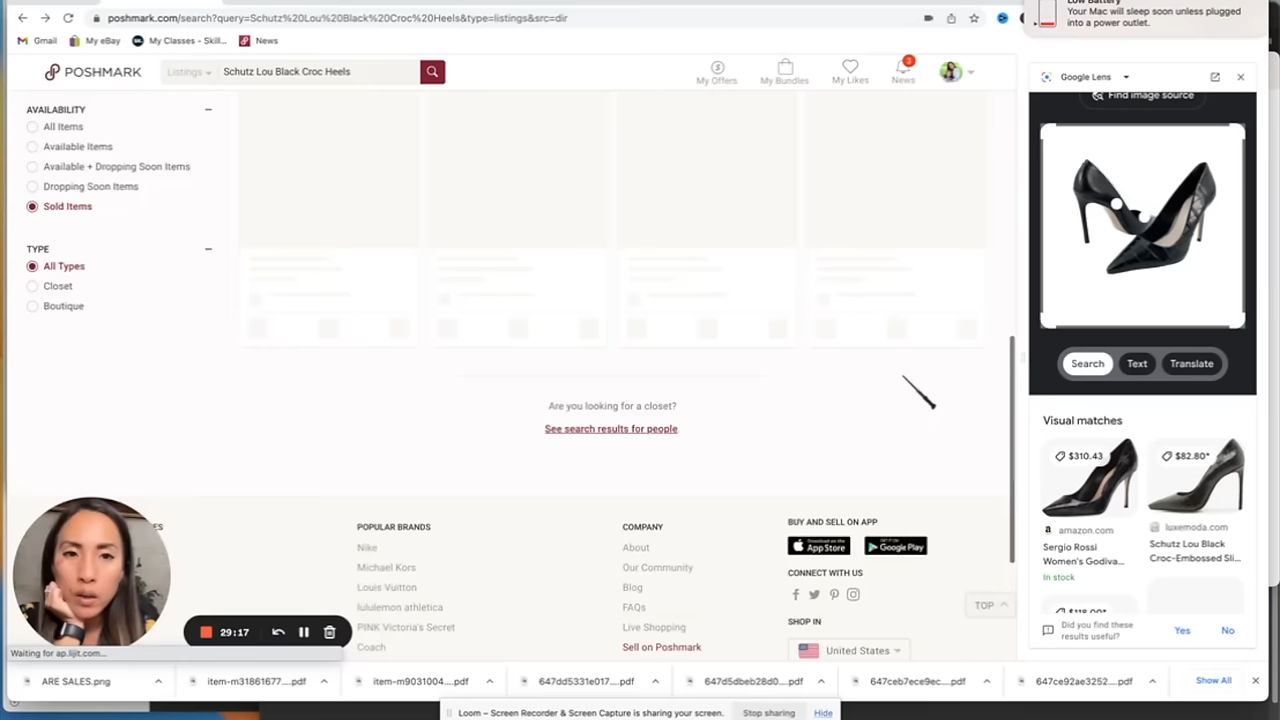 poshmark.com/search?query=Schutz%20Lou%20Black%20Croc%20Heels&type=listings&src=dir
Low Battery
Your Mac will sleep soon unless plugged
into a power outlet.
Gmail
My eBay
My Classes - Skill...
News
POSHMARK
Listings
Schutz Lou Black Croc Heels
My Offers
My Bundles
My Likes
3
News
Google Lens
Find image source
AVAILABILITY
All Items
Available Items
Available + Dropping Soon Items
Dropping Soon Items
Sold Items
TYPE
All Types
Closet
Boutique
Are you looking for a closet?
See search results for people
Search
Text
Translate
Visual matches
$310.43
$82.80*
amazon.com
Sergio Rossi
Women's Godiva...
In stock
luxemoda.com
Schutz Lou Black
Croc-Embossed Sli...
$118.00*
Did you find these
results useful?
Yes
No
ES
POPULAR BRANDS
Nike
Michael Kors
Louis Vuitton
lululemon athletica
PINK Victoria's Secret
Coach
COMPANY
About
Our Community
Blog
FAQs
Live Shopping
Sell on Poshmark
BUY AND SELL ON APP
Download on the
App Store
GET IT ON
Google Play
CONNECT WITH US
SHOP IN
United States
TOP
29:17
Waiting for ap.lijit.com...
ARE SALES.png
item-m31861677....pdf
item-m9031004....pdf
647dd5331e017....pdf
647d5dbeb28d0....pdf
647ceb7ece9ec....pdf
647ce92ae3252....pdf
Show All
Loom – Screen Recorder & Screen Capture is sharing your screen.
Stop sharing
Hide